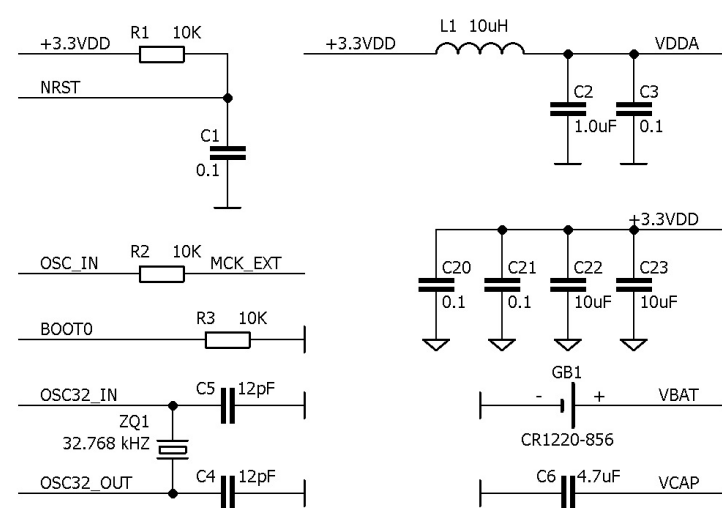 R1 10K
+3.3VDD
NRST
C1
0.1
L1 10uH
+3.3VDD
VDDA
C2
1.0uF
C3
0.1
OSC_IN
R2 10K
MCK_EXT
+3.3VDD
C20
0.1
C21
0.1
C22
10uF
C23
10uF
BOOT0
R3 10K
OSC32_IN
C5 12pF
ZQ1
32.768 kHZ
OSC32_OUT
C4 12pF
GB1
- +
VBAT
CR1220-856
C6 4.7uF
VCAP